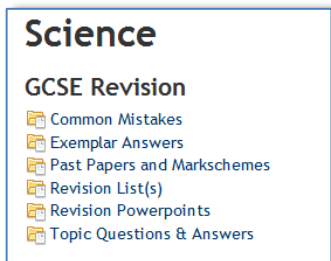 Science
GCSE Revision
Common Mistakes
Exemplar Answers
Past Papers and Markschemes
Revision List(s)
Revision Powerpoints
Topic Questions & Answers